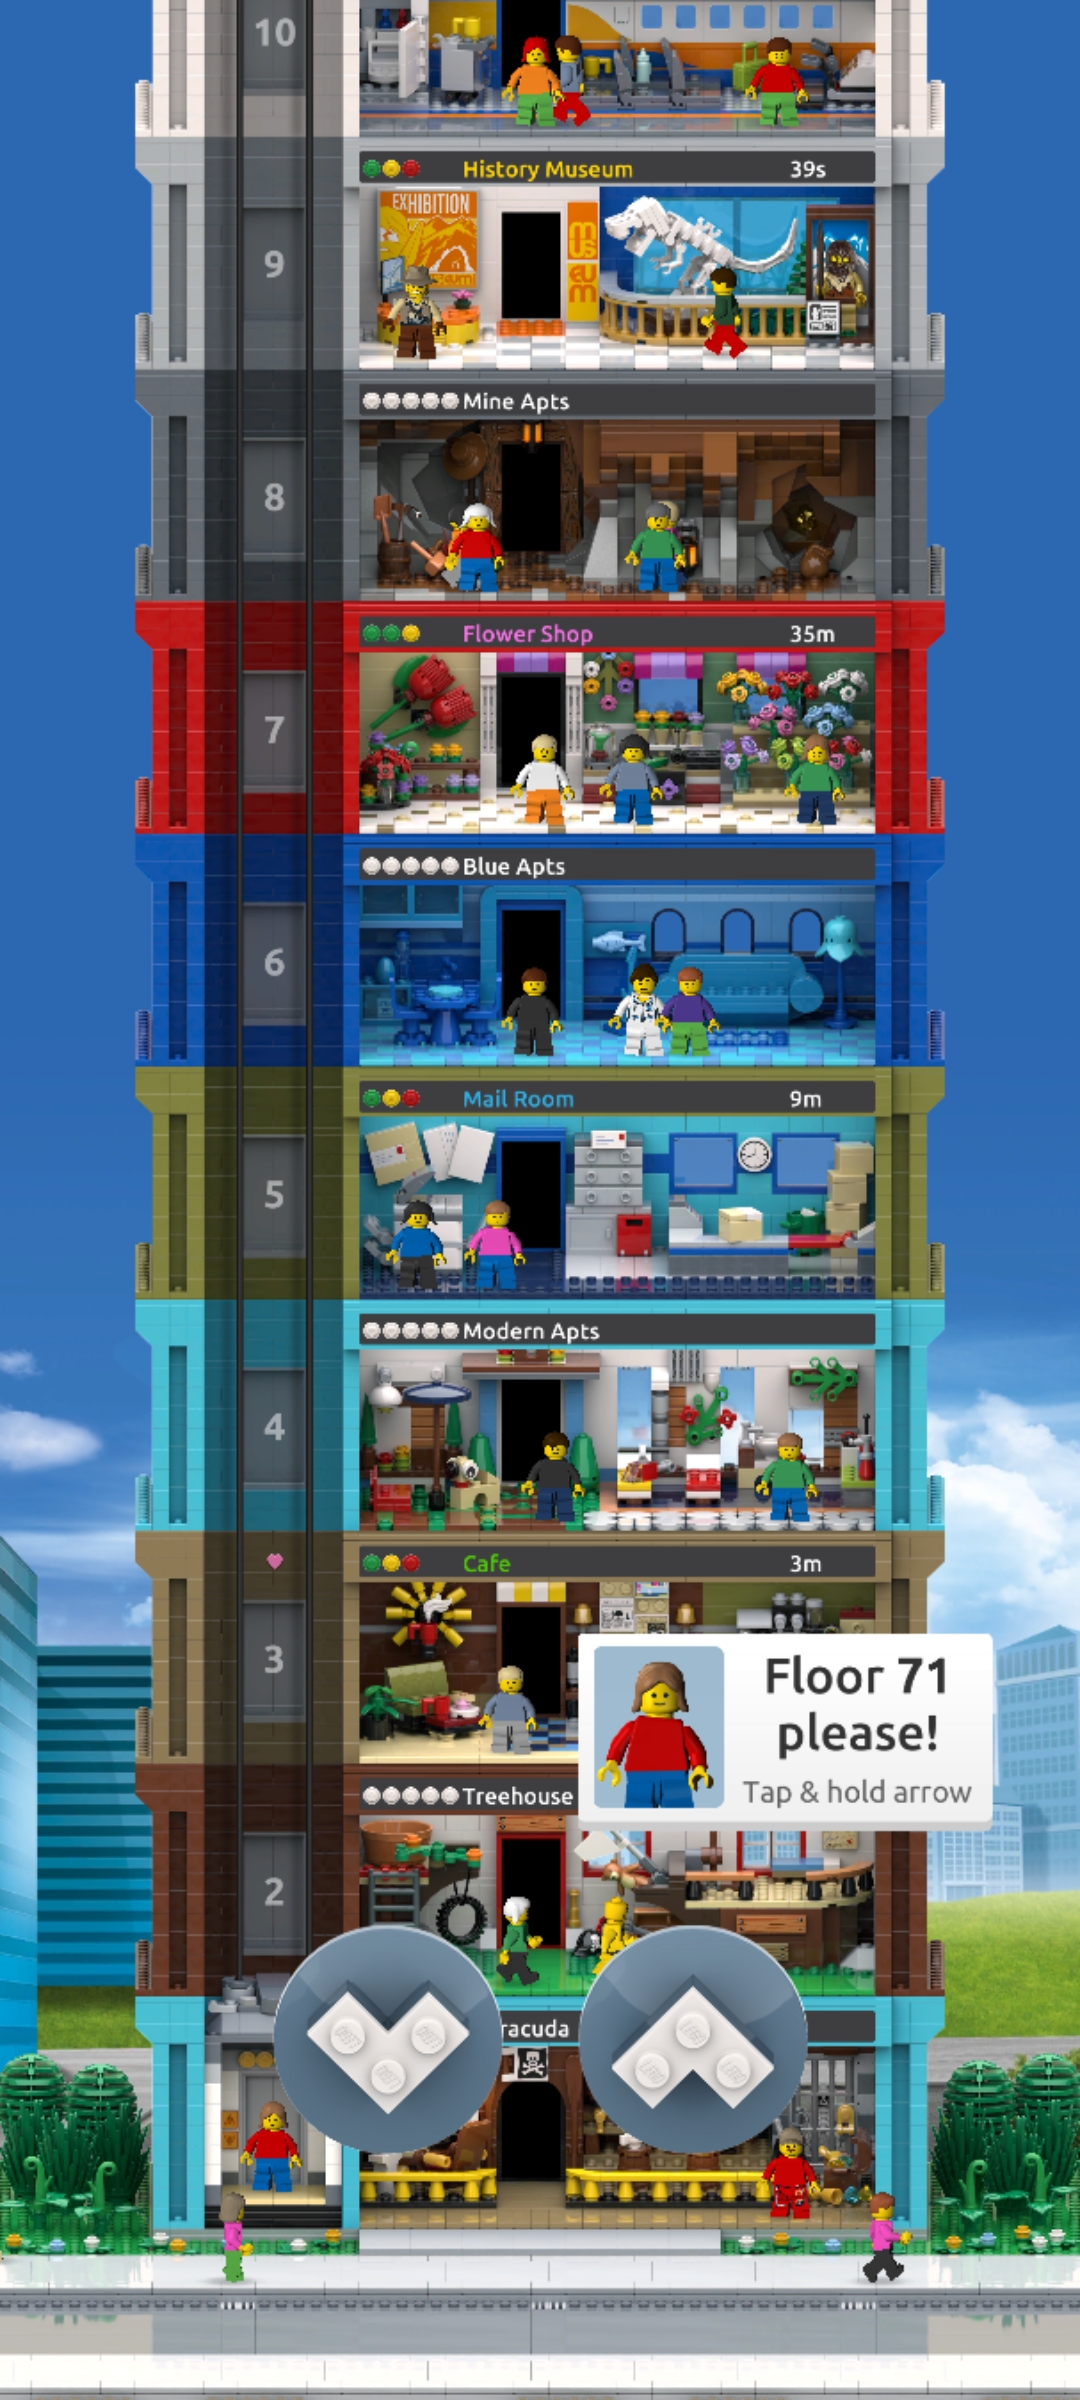 10
History Museum 39s
EXHIBITION
9
Mine Apts
8
Flower Shop 35m
7
Blue Apts
6
Mail Room 9m
5
Modern Apts
4
Cafe 3m
3
Floor 71
please!
Tap & hold arrow
Treehouse
2
racuda